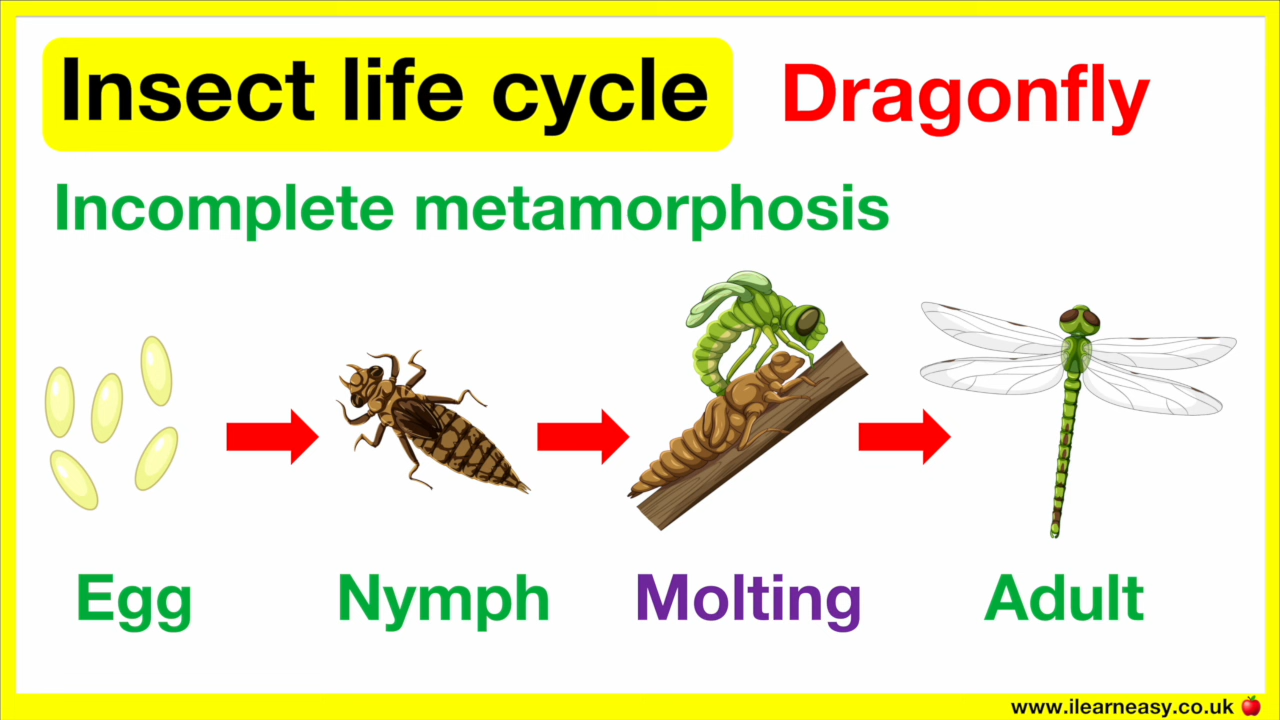 Insect life cycle Dragonfly
Incomplete metamorphosis
Egg Nymph Molting Adult
www.ilearneasy.co.uk